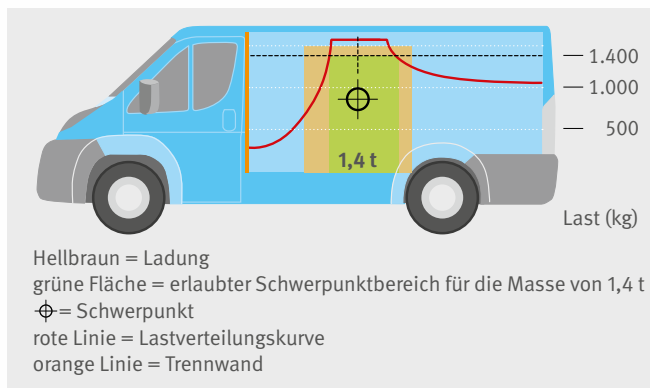 1.400
1.000
500
1,4 t
Last (kg)
Hellbraun = Ladung
grüne Fläche = erlaubter Schwerpunktbereich für die Masse von 1,4 t
= Schwerpunkt
rote Linie = Lastverteilungskurve
orange Linie = Trennwand